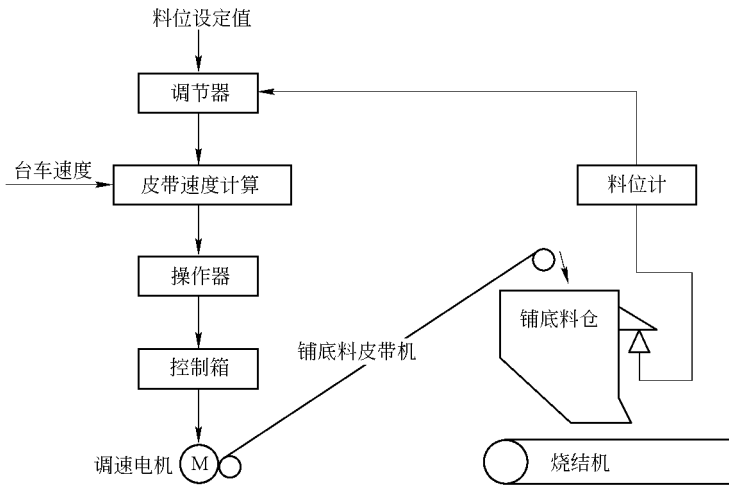 料位设定值
调节器
台车速度
皮带速度计算
料位计
操作器
铺底料仓
铺底料皮带机
控制箱
调速电机
M
烧结机